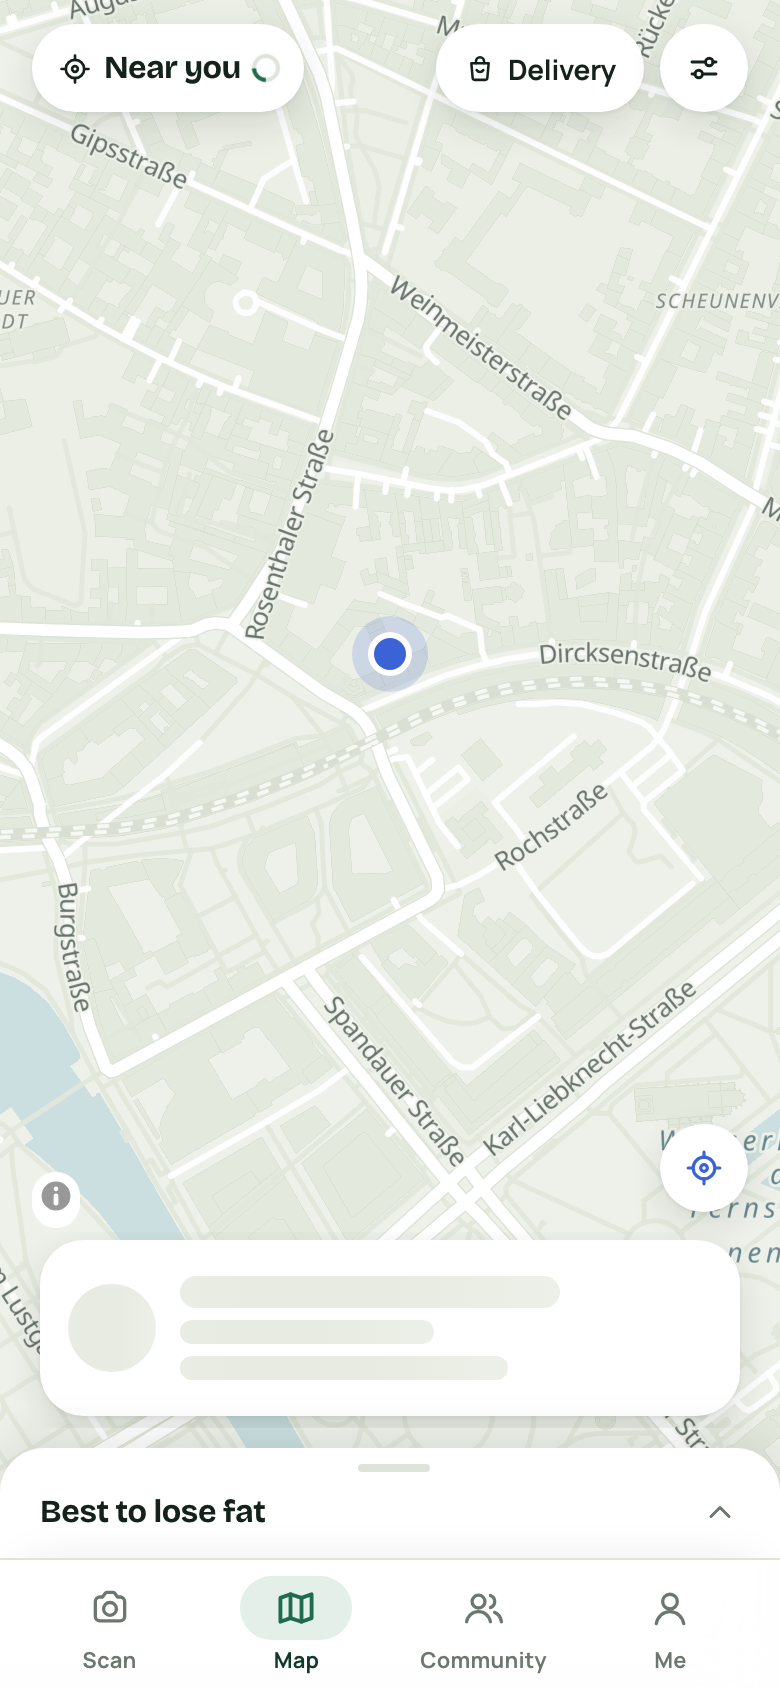 Near you
Delivery
Gipsstraße
Weinmeisterstraße
SCHEUNENV
Rosenthaler Straße
Dircksenstraße
Rochstraße
Burgstraße
Spandauer Straße
Karl-Liebknecht-Straße
Best to lose fat
Scan
Map
Community
Me